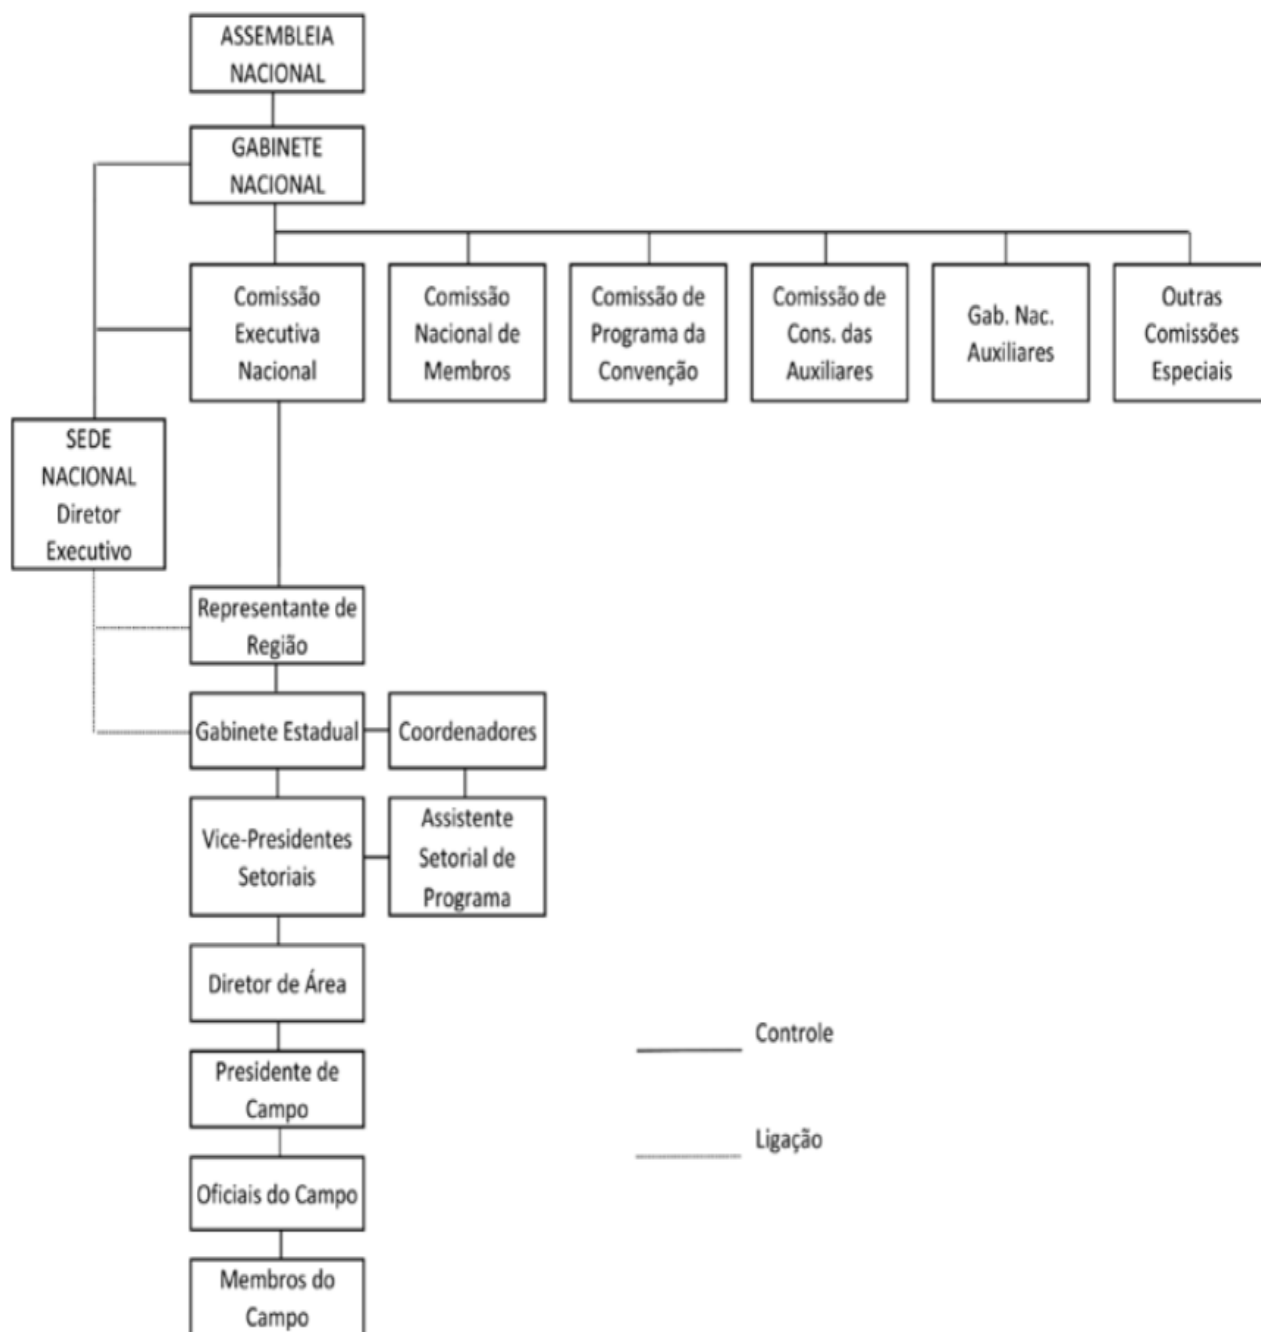 ASSEMBLEIA
NACIONAL
GABINETE
NACIONAL
Comissão
Executiva
Nacional
Comissão
Nacional de
Membros
Comissão de
Programa da
Convenção
Comissão de
Cons. das
Auxiliares
Gab. Nac.
Auxiliares
Outras
Comissões
Especiais
SEDE
NACIONAL
Diretor
Executivo
Representante de
Região
Gabinete Estadual
Coordenadores
Vice-Presidentes
Setoriais
Assistente
Setorial de
Programa
Diretor de Área
Presidente de
Campo
Oficiais do Campo
Membros do
Campo
Controle
Ligação